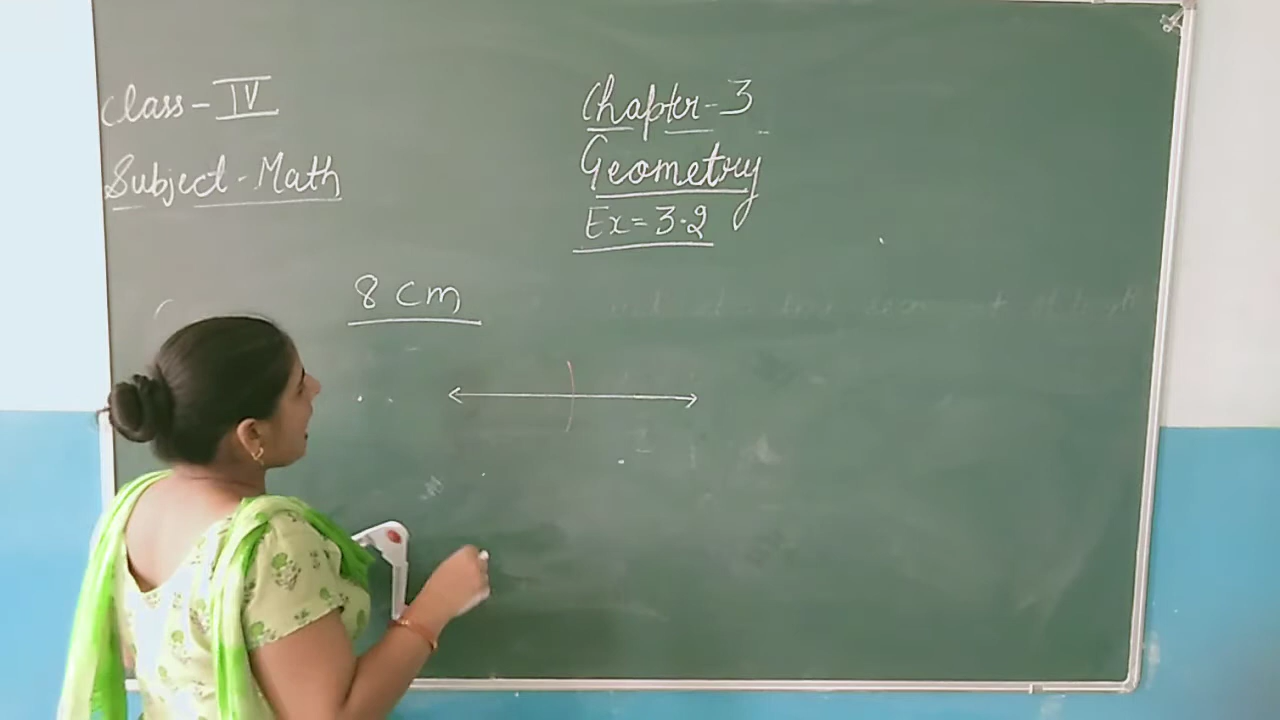 Class - IV
Subject - Math
Chapter - 3
Geometry
Ex = 3.2
8 cm